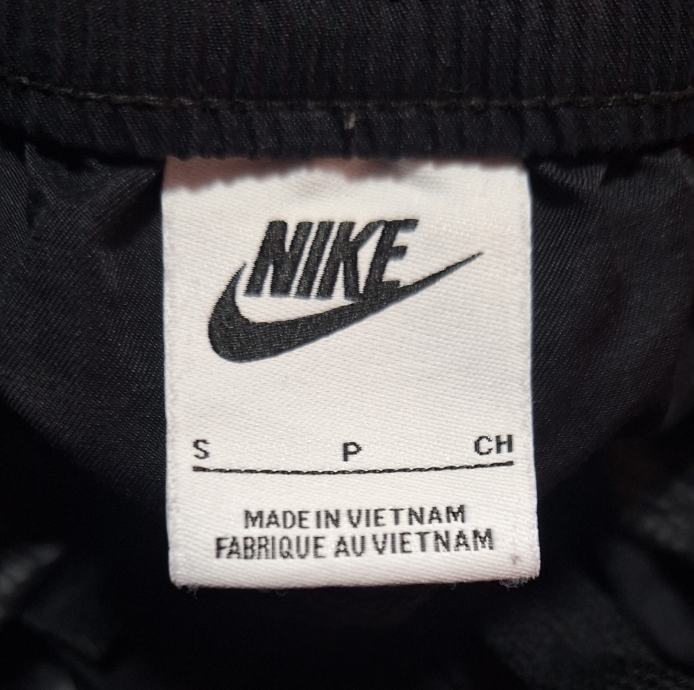 NIKE
S P CH
MADE IN VIETNAM
FABRIQUE AU VIETNAM